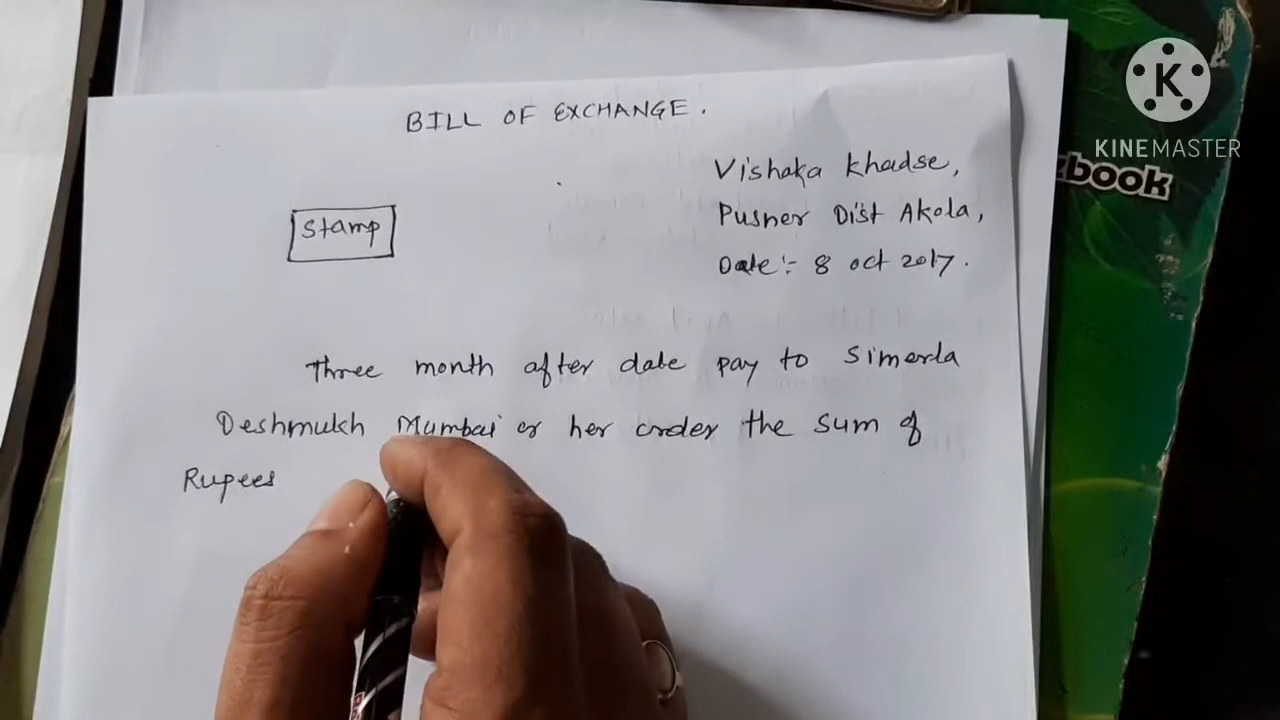 BILL OF EXCHANGE.
Vishaka Khadse,
Pusner Dist Akola,
Date:- 8 oct 2017.
Stamp
Three month after date pay to Simerla
Deshmukh Mumbai or her order the sum of
Rupees
K
KINEMASTER
book